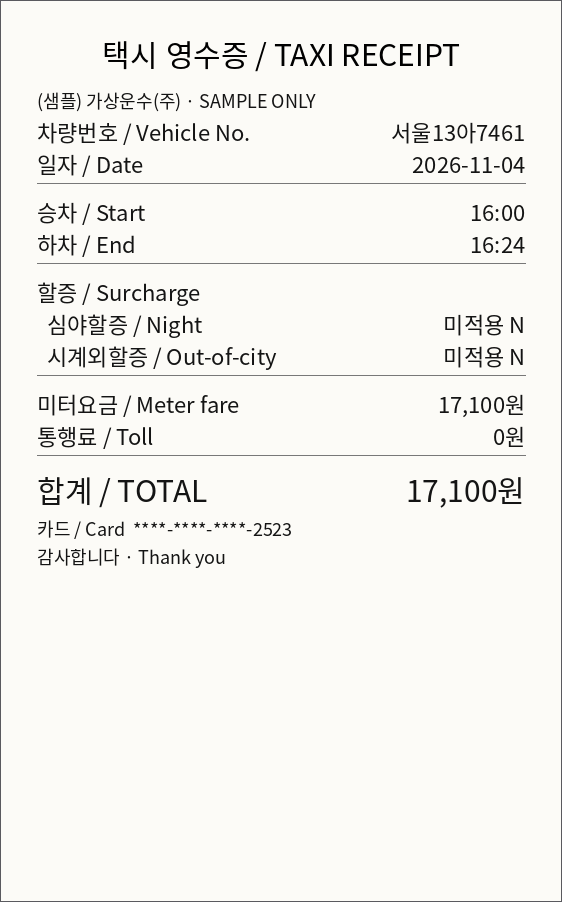 택시 영수증 / TAXI RECEIPT
(샘플) 가상운수(주) · SAMPLE ONLY
차량번호 / Vehicle No. 서울13아7461
일자 / Date 2026-11-04
승차 / Start 16:00
하차 / End 16:24
할증 / Surcharge
심야할증 / Night 미적용 N
시계외할증 / Out-of-city 미적용 N
미터요금 / Meter fare 17,100원
통행료 / Toll 0원
합계 / TOTAL 17,100원
카드 / Card ****-****-****-2523
감사합니다 · Thank you